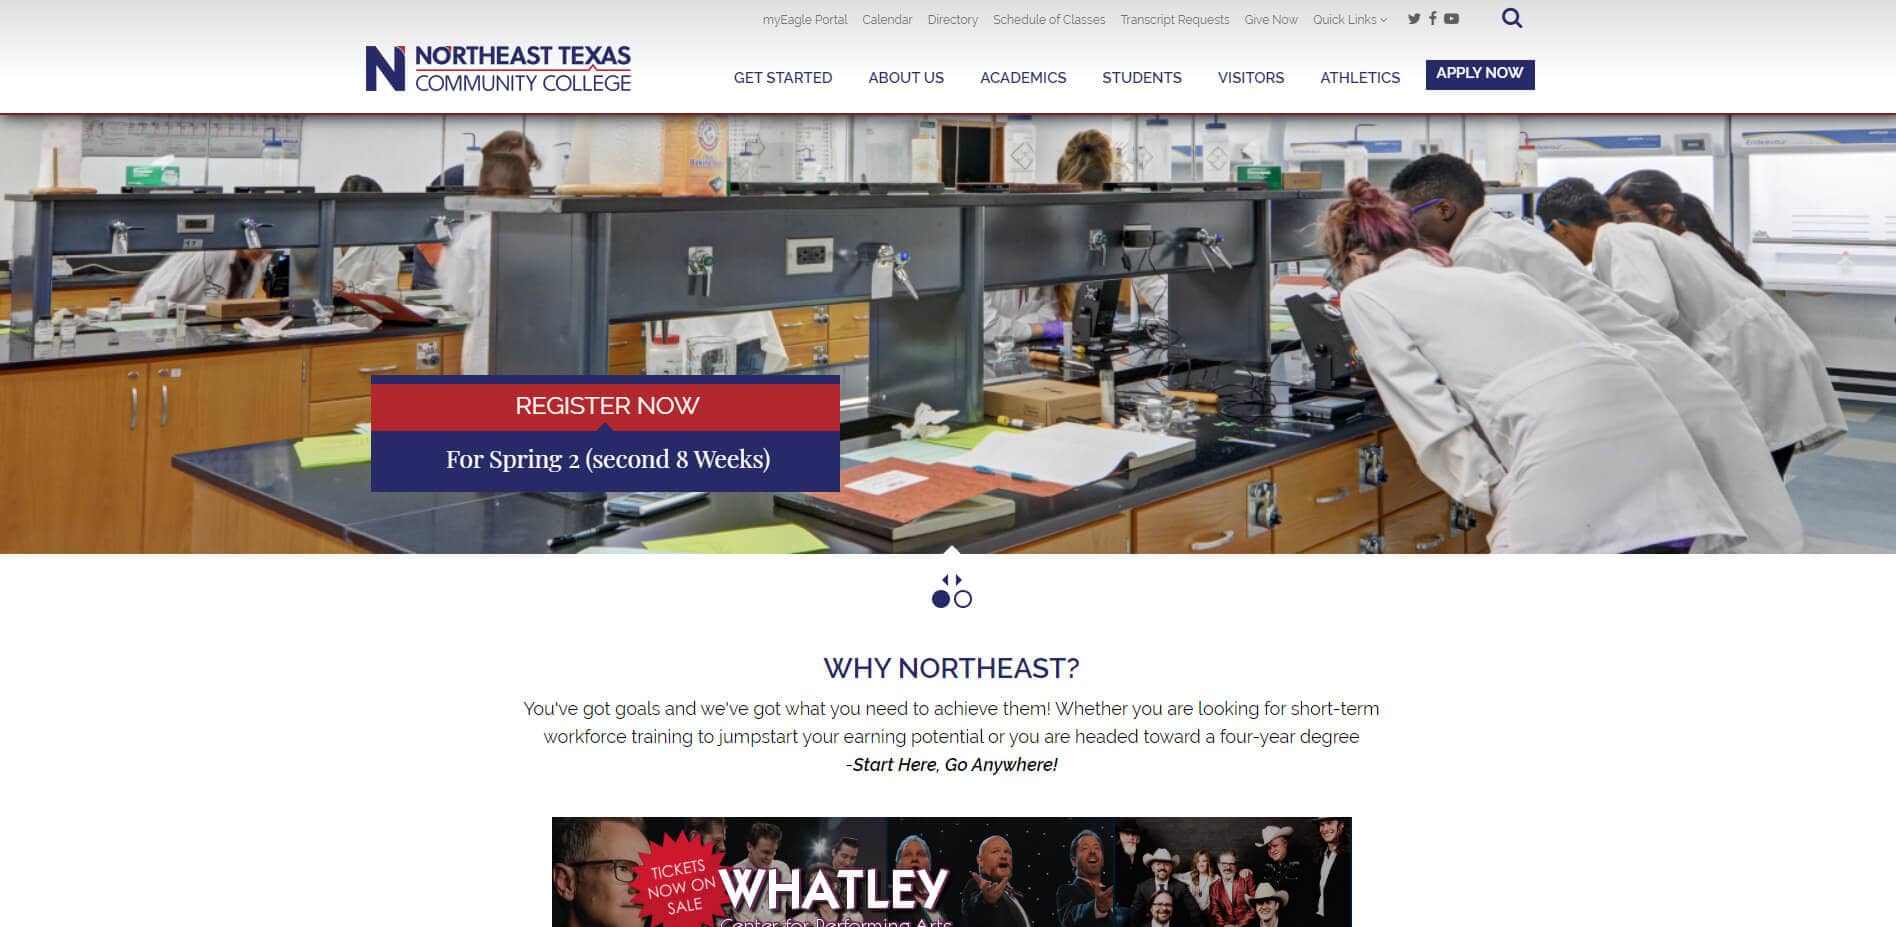 myEagle Portal Calendar Directory Schedule of Classes Transcript Requests Give Now Quick Links
NORTHEAST TEXAS
COMMUNITY COLLEGE
GET STARTED ABOUT US ACADEMICS STUDENTS VISITORS ATHLETICS APPLY NOW
REGISTER NOW
For Spring 2 (second 8 Weeks)
WHY NORTHEAST?
You've got goals and we've got what you need to achieve them! Whether you are looking for short-term
workforce training to jumpstart your earning potential or you are headed toward a four-year degree
-Start Here, Go Anywhere!
TICKETS
NOW ON
SALE
WHATLEY
Center for Performing Arts